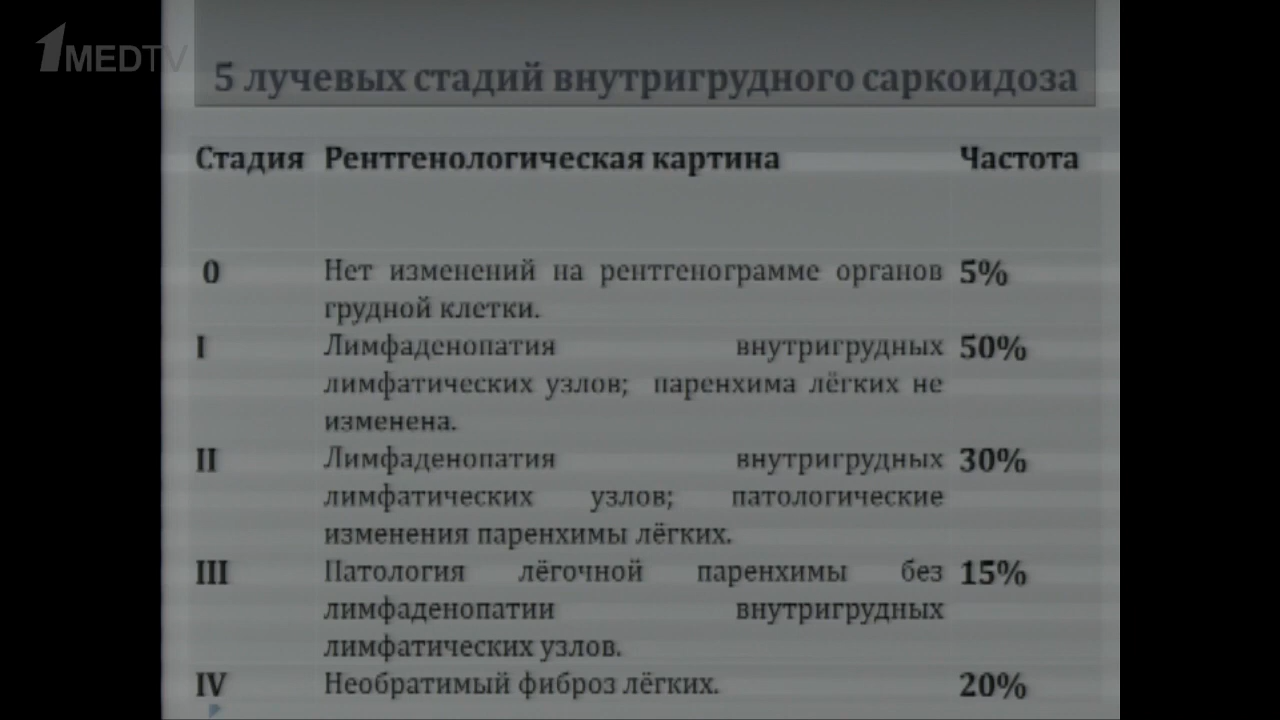 1MEDTV
5 лучевых стадий внутригрудного саркоидоза
Стадия Рентгенологическая картина Частота
0 Нет изменений на рентгенограмме органов 5%
грудной клетки.
I Лимфаденопатия внутригрудных 50%
лимфатических узлов; паренхима лёгких не
изменена.
II Лимфаденопатия внутригрудных 30%
лимфатических узлов; патологические
изменения паренхимы лёгких.
III Патология лёгочной паренхимы без 15%
лимфаденопатии внутригрудных
лимфатических узлов.
IV Необратимый фиброз лёгких. 20%